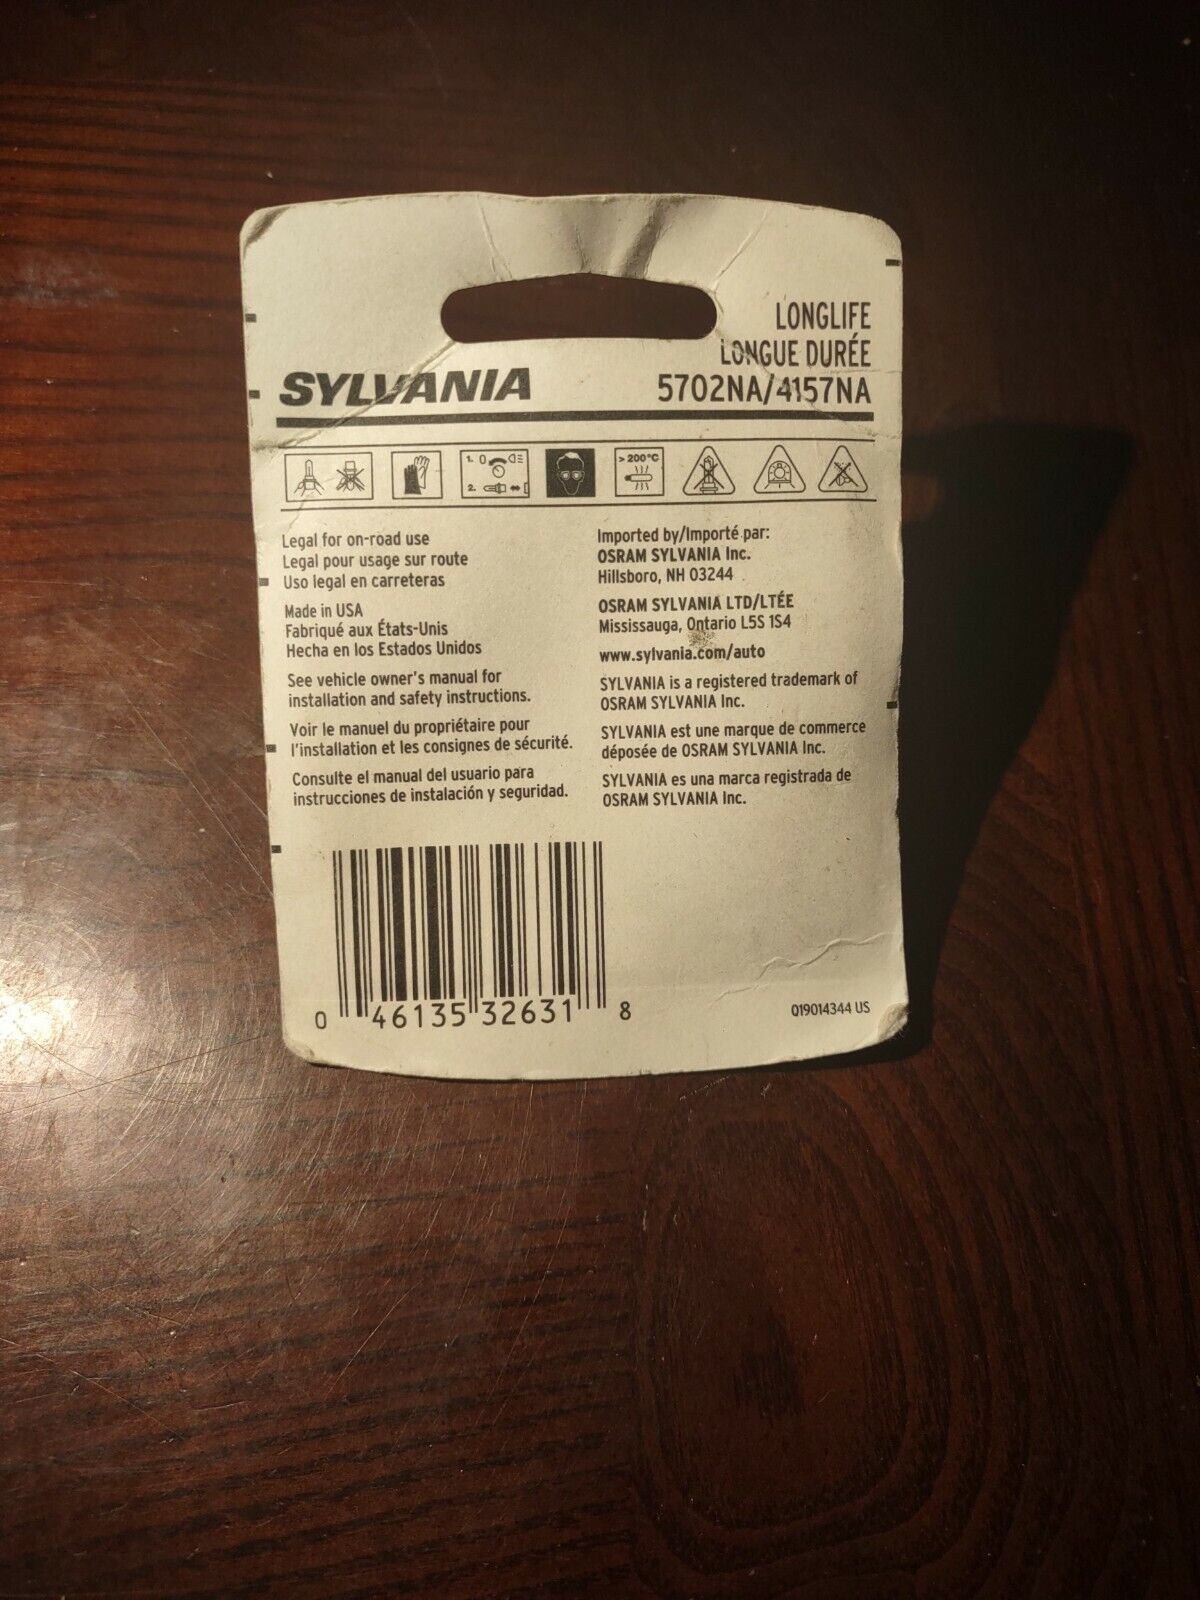 LONGLIFE
LONGUE DURÉE
SYLVANIA
5702NA/4157NA
1. 0
2.
> 200°C
Legal for on-road use
Legal pour usage sur route
Uso legal en carreteras
Made in USA
Fabriqué aux États-Unis
Hecha en los Estados Unidos
See vehicle owner's manual for
installation and safety instructions.
Voir le manuel du propriétaire pour
l'installation et les consignes de sécurité.
Consulte el manual del usuario para
instrucciones de instalación y seguridad.
Imported by/Importé par:
OSRAM SYLVANIA Inc.
Hillsboro, NH 03244
OSRAM SYLVANIA LTD/LTÉE
Mississauga, Ontario L5S 1S4
www.sylvania.com/auto
SYLVANIA is a registered trademark of
OSRAM SYLVANIA Inc.
SYLVANIA est une marque de commerce
déposée de OSRAM SYLVANIA Inc.
SYLVANIA es una marca registrada de
OSRAM SYLVANIA Inc.
0 46135 32631 8
Q19014344 US